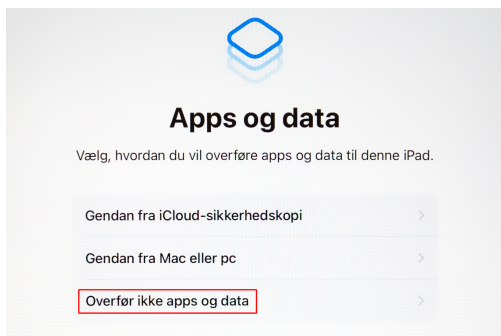 Apps og data
Vælg, hvordan du vil overføre apps og data til denne iPad.
Gendan fra iCloud-sikkerhedskopi
Gendan fra Mac eller pc
Overfør ikke apps og data